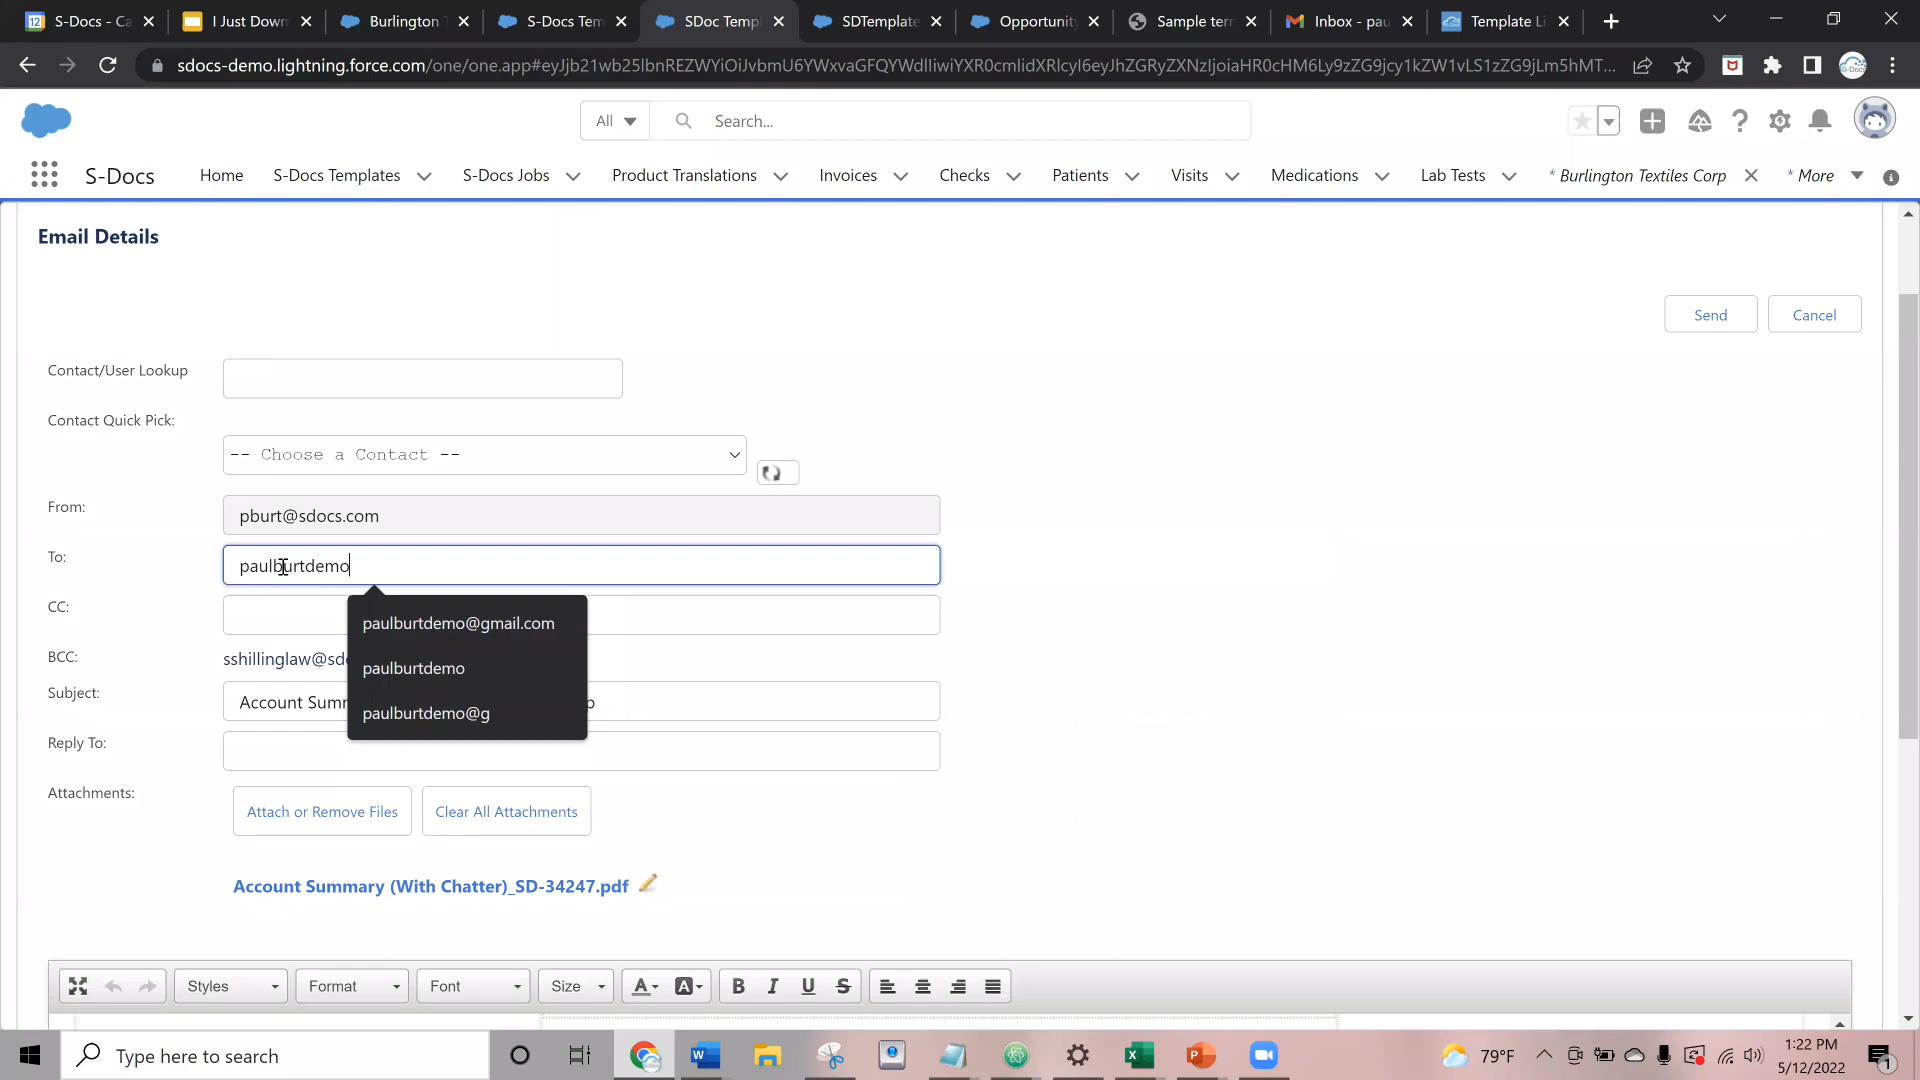 S-Docs - Ca
I Just Down
Burlington T
S-Docs Tem
SDoc Templ
SDTemplate
Opportunity
Sample ter
Inbox - pau
Template Li
sdocs-demo.lightning.force.com/one/one.app#eyJjb21wb25lbnREZWYiOiJvbmU6YWxvaGFQYWdlIiwiYXR0cmlidXRlcyI6eyJhZGRyZXNzIjoiaHR0cHM6Ly9zZG9jcy1kZW1vLS1zZG9jLm5hMT...
All
Search...
S-Docs
Home
S-Docs Templates
S-Docs Jobs
Product Translations
Invoices
Checks
Patients
Visits
Medications
Lab Tests
* Burlington Textiles Corp
* More
Email Details
Send
Cancel
Contact/User Lookup
Contact Quick Pick:
-- Choose a Contact --
From:
pburt@sdocs.com
To:
paulburtdemo
CC:
paulburtdemo@gmail.com
BCC:
sshillinglaw@sdo
paulburtdemo
Subject:
Account Summ
p
paulburtdemo@g
Reply To:
Attachments:
Attach or Remove Files
Clear All Attachments
Account Summary (With Chatter)_SD-34247.pdf
Styles
Format
Font
Size
A
A
B
I
U
S
Type here to search
79°F
1:22 PM
5/12/2022
1